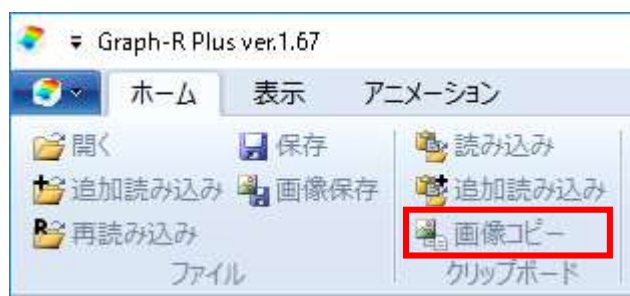 Graph-R Plus ver.1.67
ホーム 表示 アニメーション
開く 保存 読み込み
追加読み込み 画像保存 追加読み込み
再読み込み 画像コピー
ファイル クリップボード